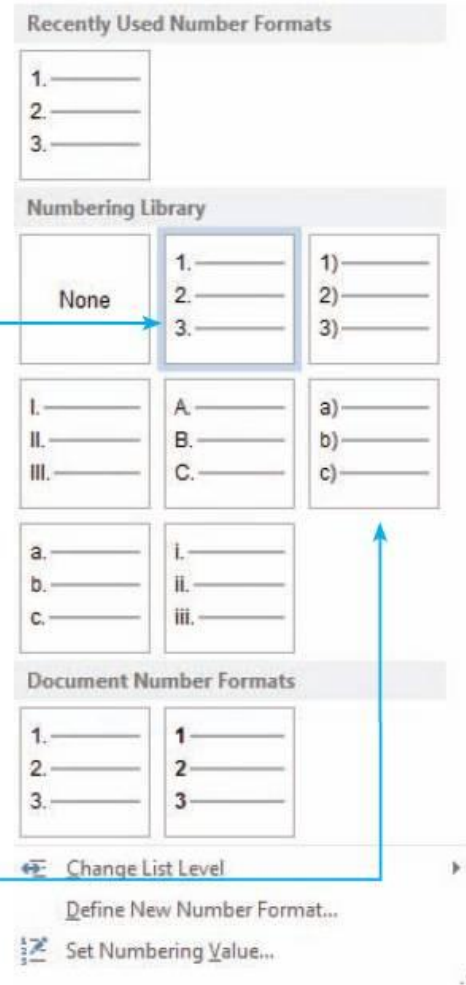 Recently Used Number Formats
1.
2.
3.
Numbering Library
None
1.
2.
3.
1)
2)
3)
I.
II.
III.
A.
B.
C.
a)
b)
c)
a.
b.
c.
i.
ii.
iii.
Document Number Formats
1.
2.
3.
1
2
3
Change List Level
Define New Number Format...
Set Numbering Value...